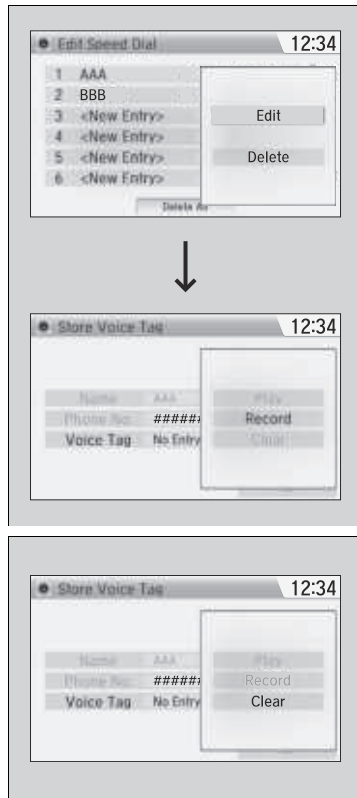 Edit Speed Dial 12:34
1 AAA
2 BBB
3 <New Entry> Edit
4 <New Entry>
5 <New Entry> Delete
6 <New Entry>
Delete All
Store Voice Tag 12:34
Name AAA Play
Phone No. ###### Record
Voice Tag No Entry Clear
Store Voice Tag 12:34
Name AAA Play
Phone No. ###### Record
Voice Tag No Entry Clear